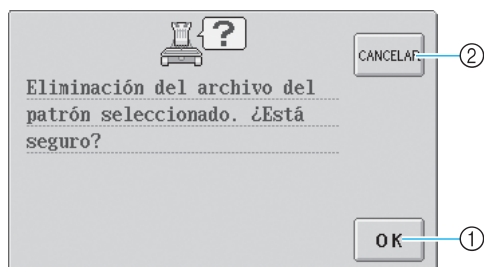 ?
CANCELAR
②
Eliminación del archivo del
patrón seleccionado. ¿Está
seguro?
OK
①